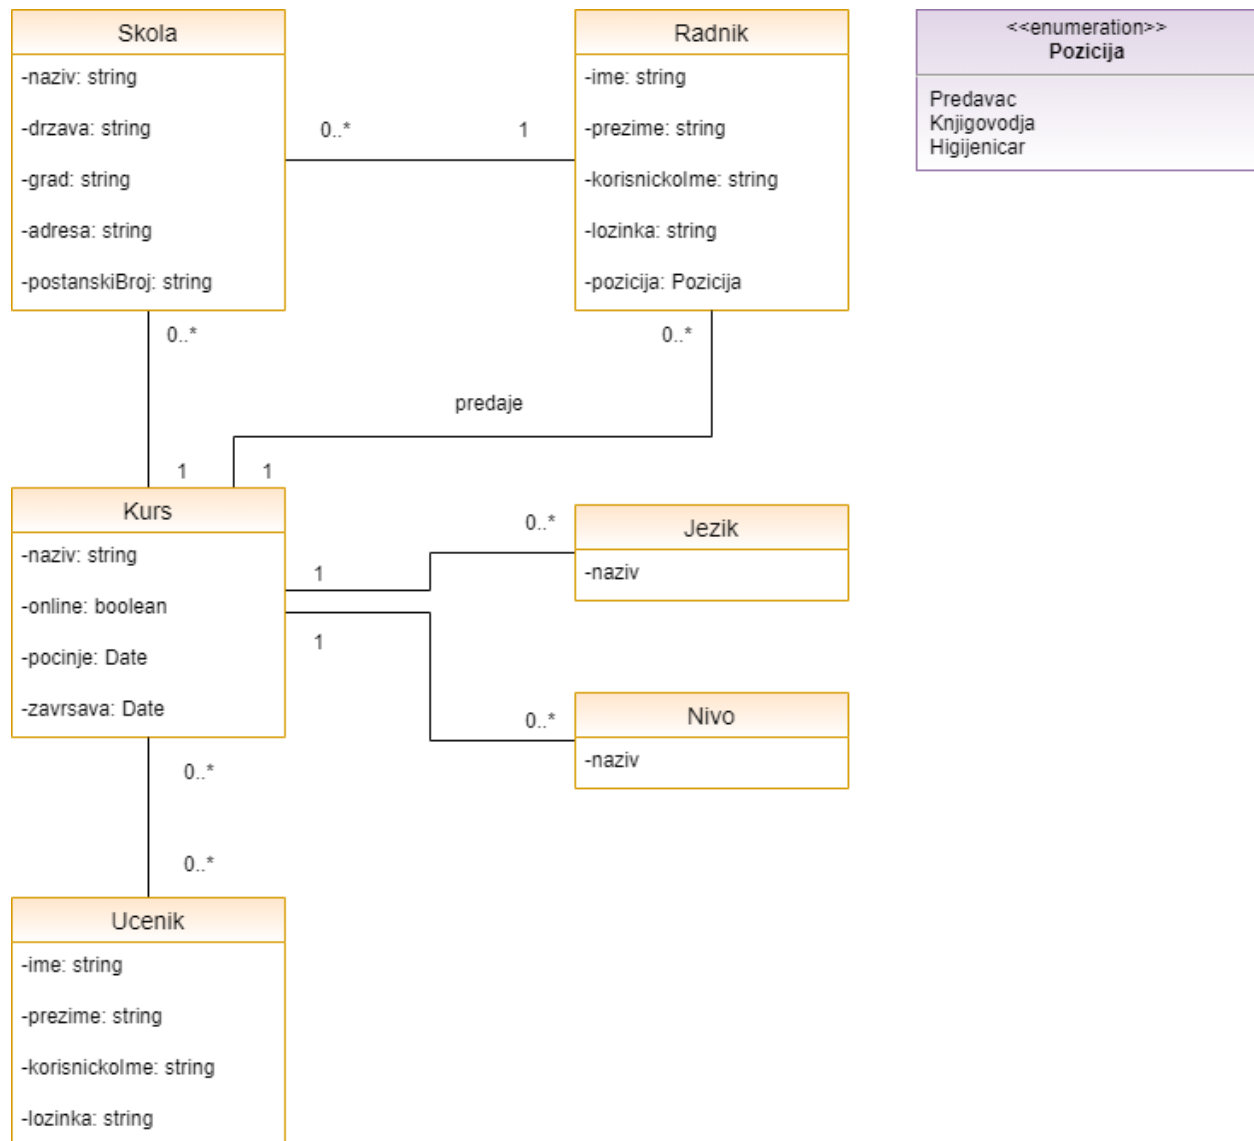 Skola
-naziv: string
-drzava: string
-grad: string
-adresa: string
-postanskiBroj: string
0..*
1
Radnik
-ime: string
-prezime: string
-korisnickoIme: string
-lozinka: string
-pozicija: Pozicija
<<enumeration>>
Pozicija
Predavac
Knjigovodja
Higijenicar
0..*
0..*
predaje
1
1
Kurs
-naziv: string
-online: boolean
-pocinje: Date
-zavrsava: Date
1
0..*
Jezik
-naziv
1
0..*
Nivo
-naziv
0..*
0..*
Ucenik
-ime: string
-prezime: string
-korisnickoIme: string
-lozinka: string